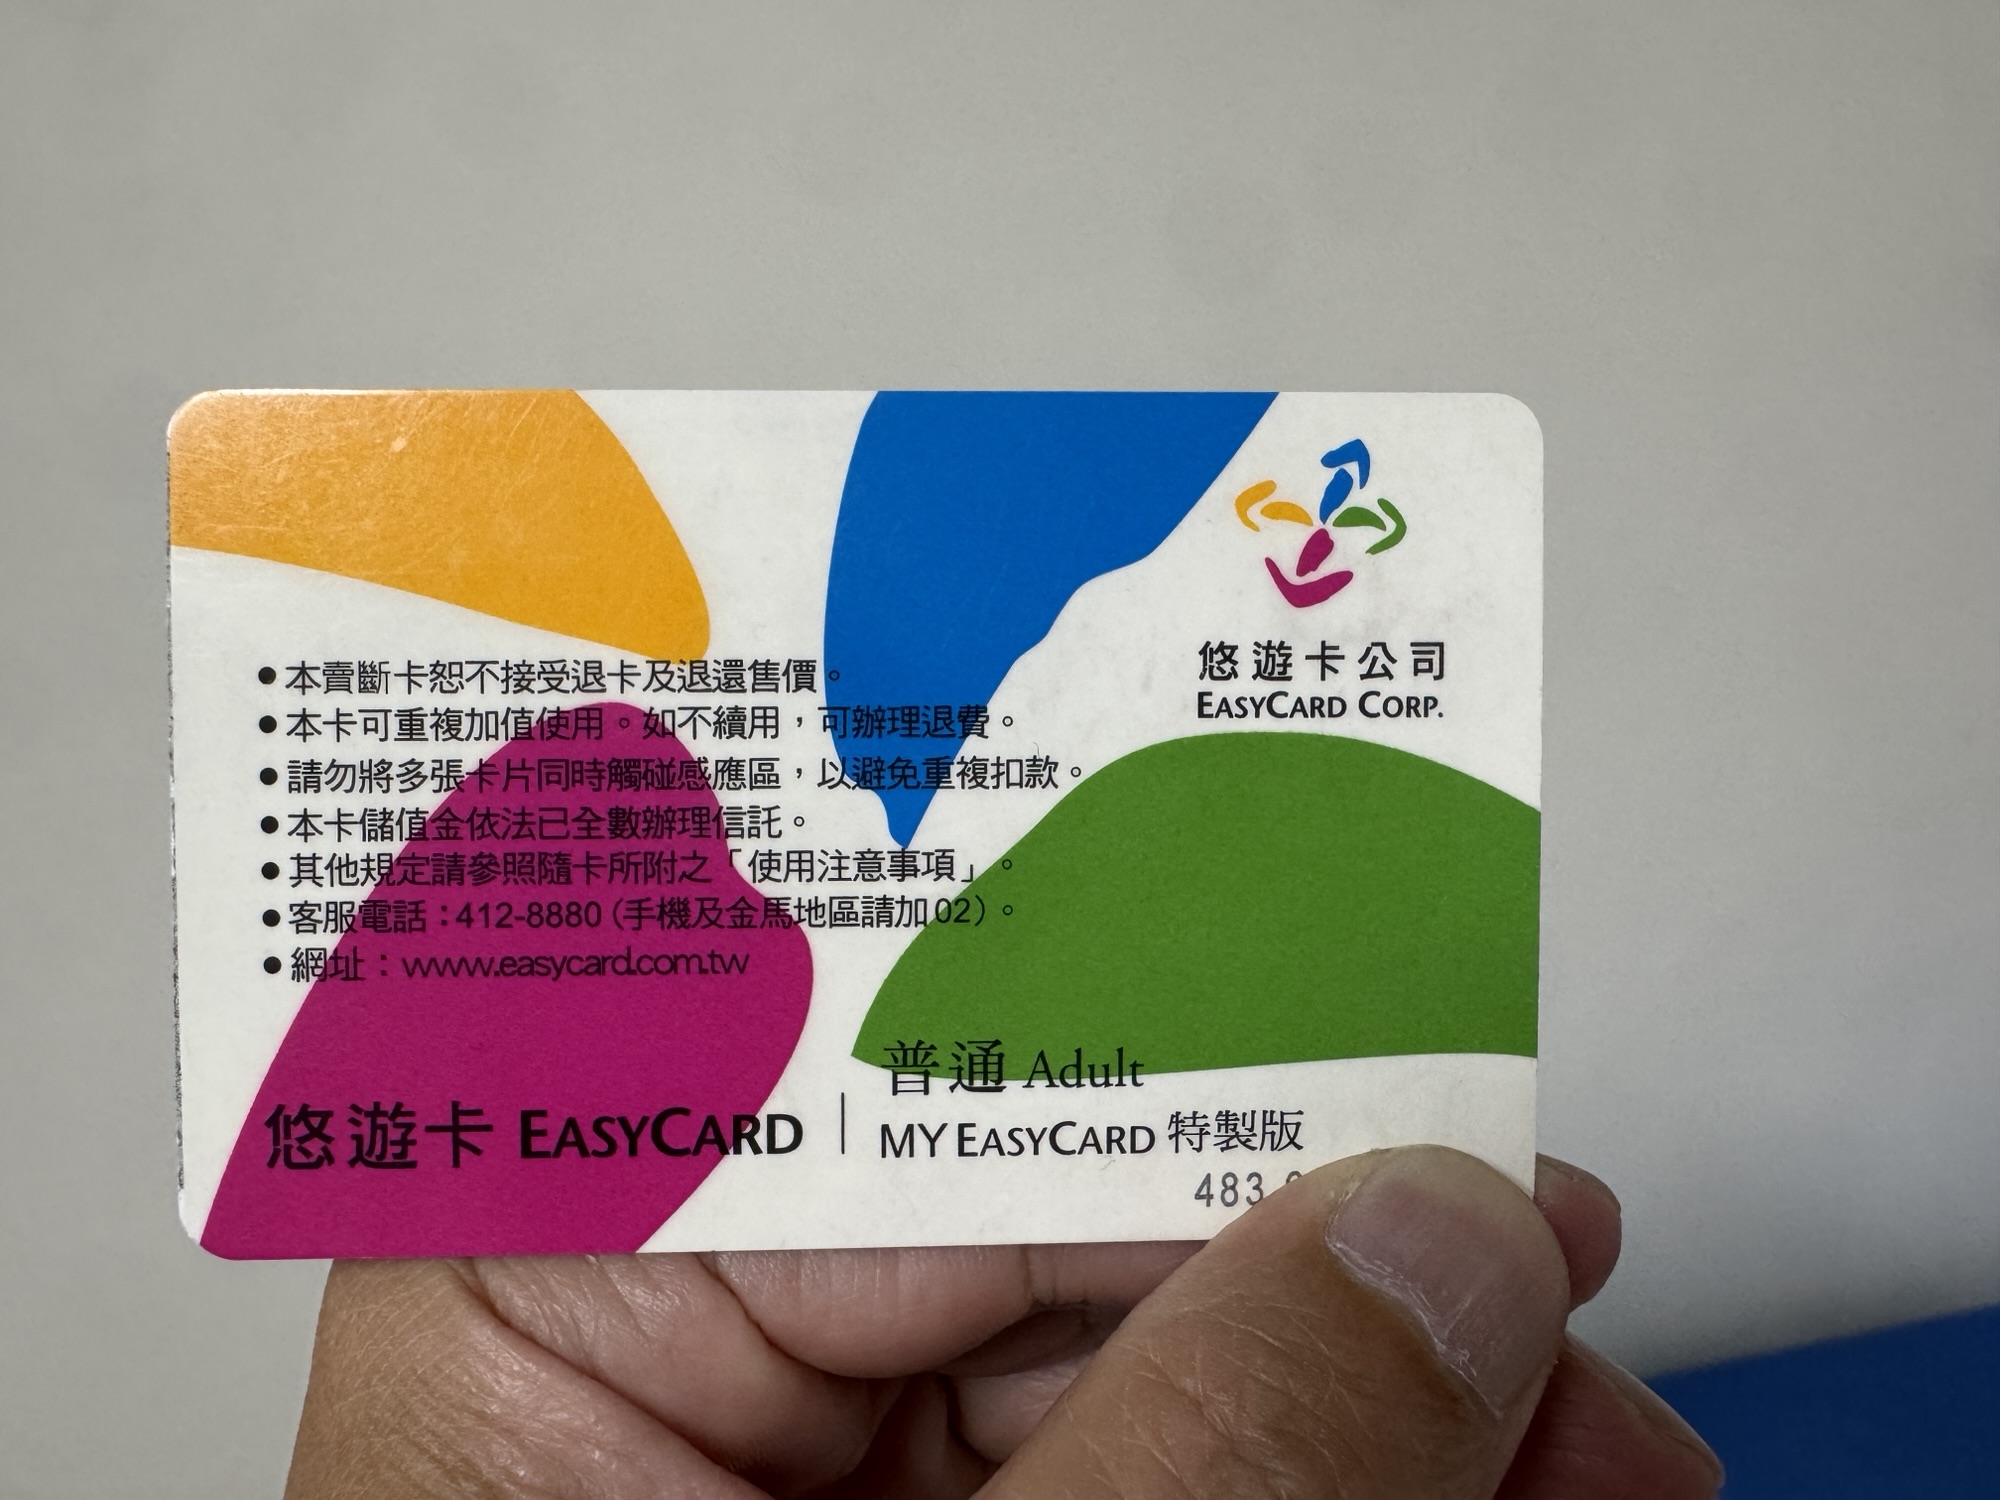 悠遊卡公司
EASYCARD CORP.
●本賣斷卡恕不接受退卡及退還售價。
●本卡可重複加值使用。如不續用,可辦理退費。
●請勿將多張卡片同時觸碰感應區,以避免重複扣款。
●本卡儲值金依法已全數辦理信託。
●其他規定請參照隨卡所附之「使用注意事項」。
●客服電話:412-8880(手機及金馬地區請加02)。
●網址:www.easycard.com.tw
悠遊卡 EASYCARD
普通 Adult
MY EASYCARD 特製版
483